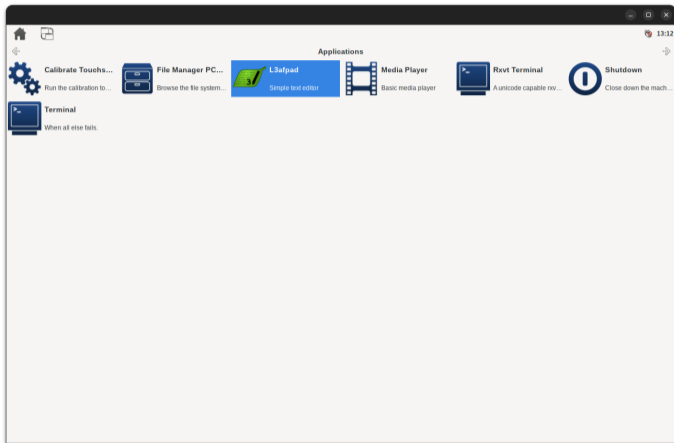 13:12
Applications
Calibrate Touchs...
Run the calibration to...
File Manager PC...
Browse the file system...
L3afpad
Simple text editor
Media Player
Basic media player
Rxvt Terminal
A unicode capable rxv...
Shutdown
Close down the mach...
Terminal
When all else fails.